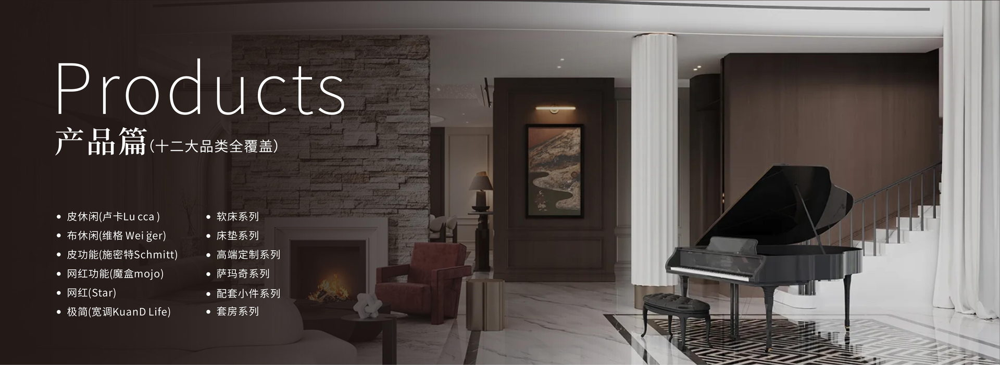 Products
产品篇(十二大品类全覆盖)
皮休闲(卢卡Lucca)
布休闲(维格 Weiger)
皮功能(施密特Schmitt)
网红功能(魔盒mojo)
网红(Star)
极简(宽调KuanD Life)
软床系列
床垫系列
高端定制系列
萨玛奇系列
配套小件系列
套房系列